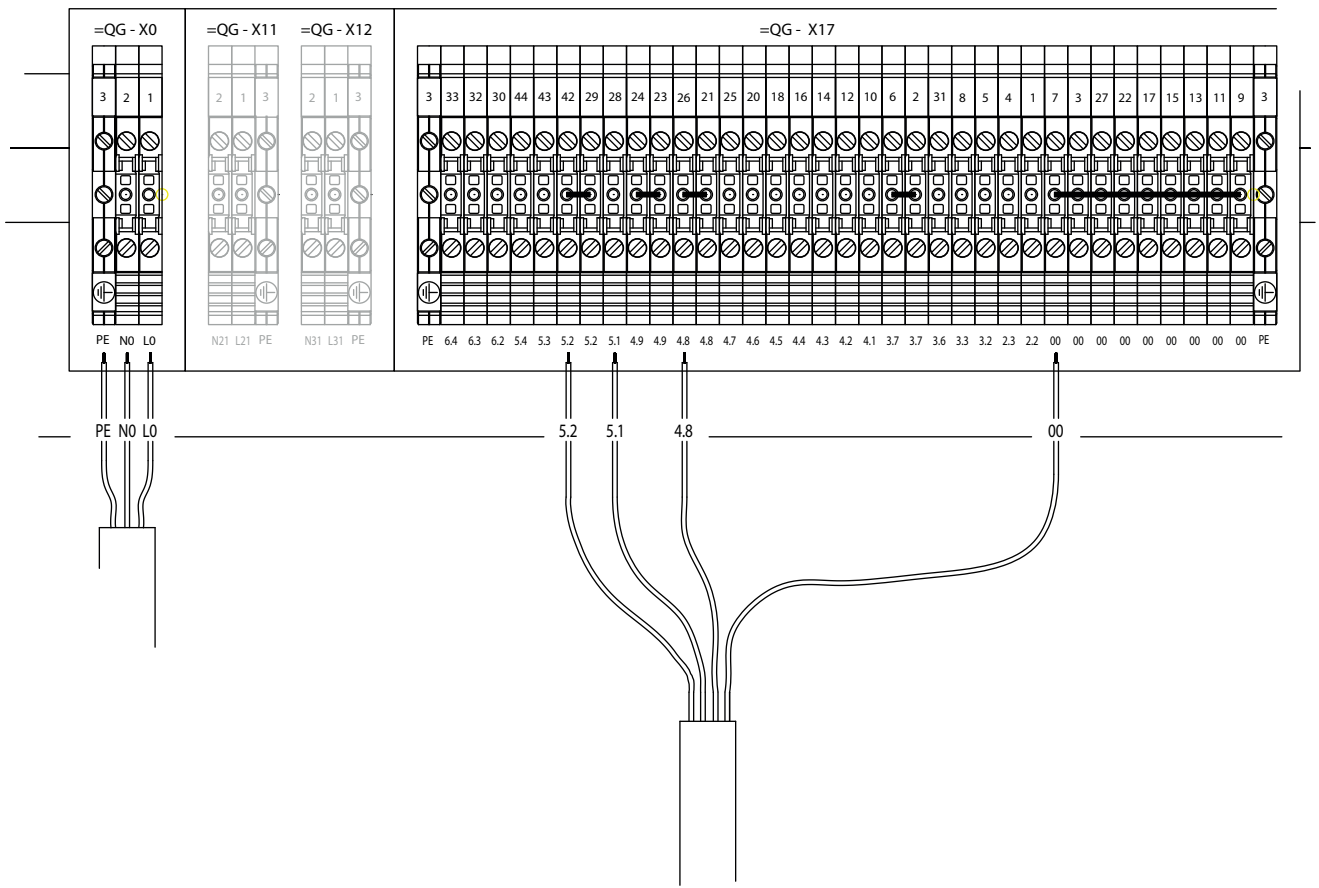 =QG - X0 =QG - X11 =QG - X12 =QG - X17
3 2 1 2 1 3 2 1 3 3 33 32 30 44 43 42 29 28 24 23 26 21 25 20 18 16 14 12 10 6 2 31 8 5 4 1 7 3 27 22 17 15 13 11 9 3
PE N0 L0 N21 L21 PE N31 L31 PE PE 6.4 6.3 6.2 5.4 5.3 5.2 5.2 5.1 4.9 4.9 4.8 4.8 4.7 4.6 4.5 4.4 4.3 4.2 4.1 3.7 3.7 3.6 3.3 3.2 2.3 2.2 00 00 00 00 00 00 00 00 00 PE
PE N0 L0 5.2 5.1 4.8 00